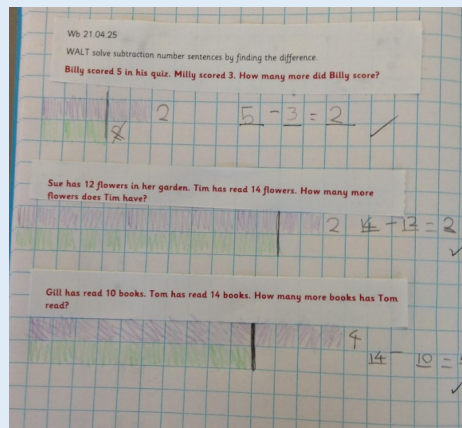 Wb 21.04.25
WALT solve subtraction number sentences by finding the difference.
Billy scored 5 in his quiz. Milly scored 3. How many more did Billy score?
2 5 - 3 = 2
Sue has 12 flowers in her garden. Tim has read 14 flowers. How many more
flowers does Tim have?
2 14 - 12 = 2
Gill has read 10 books. Tom has read 14 books. How many more books has Tom
read?
4
14 - 10 =